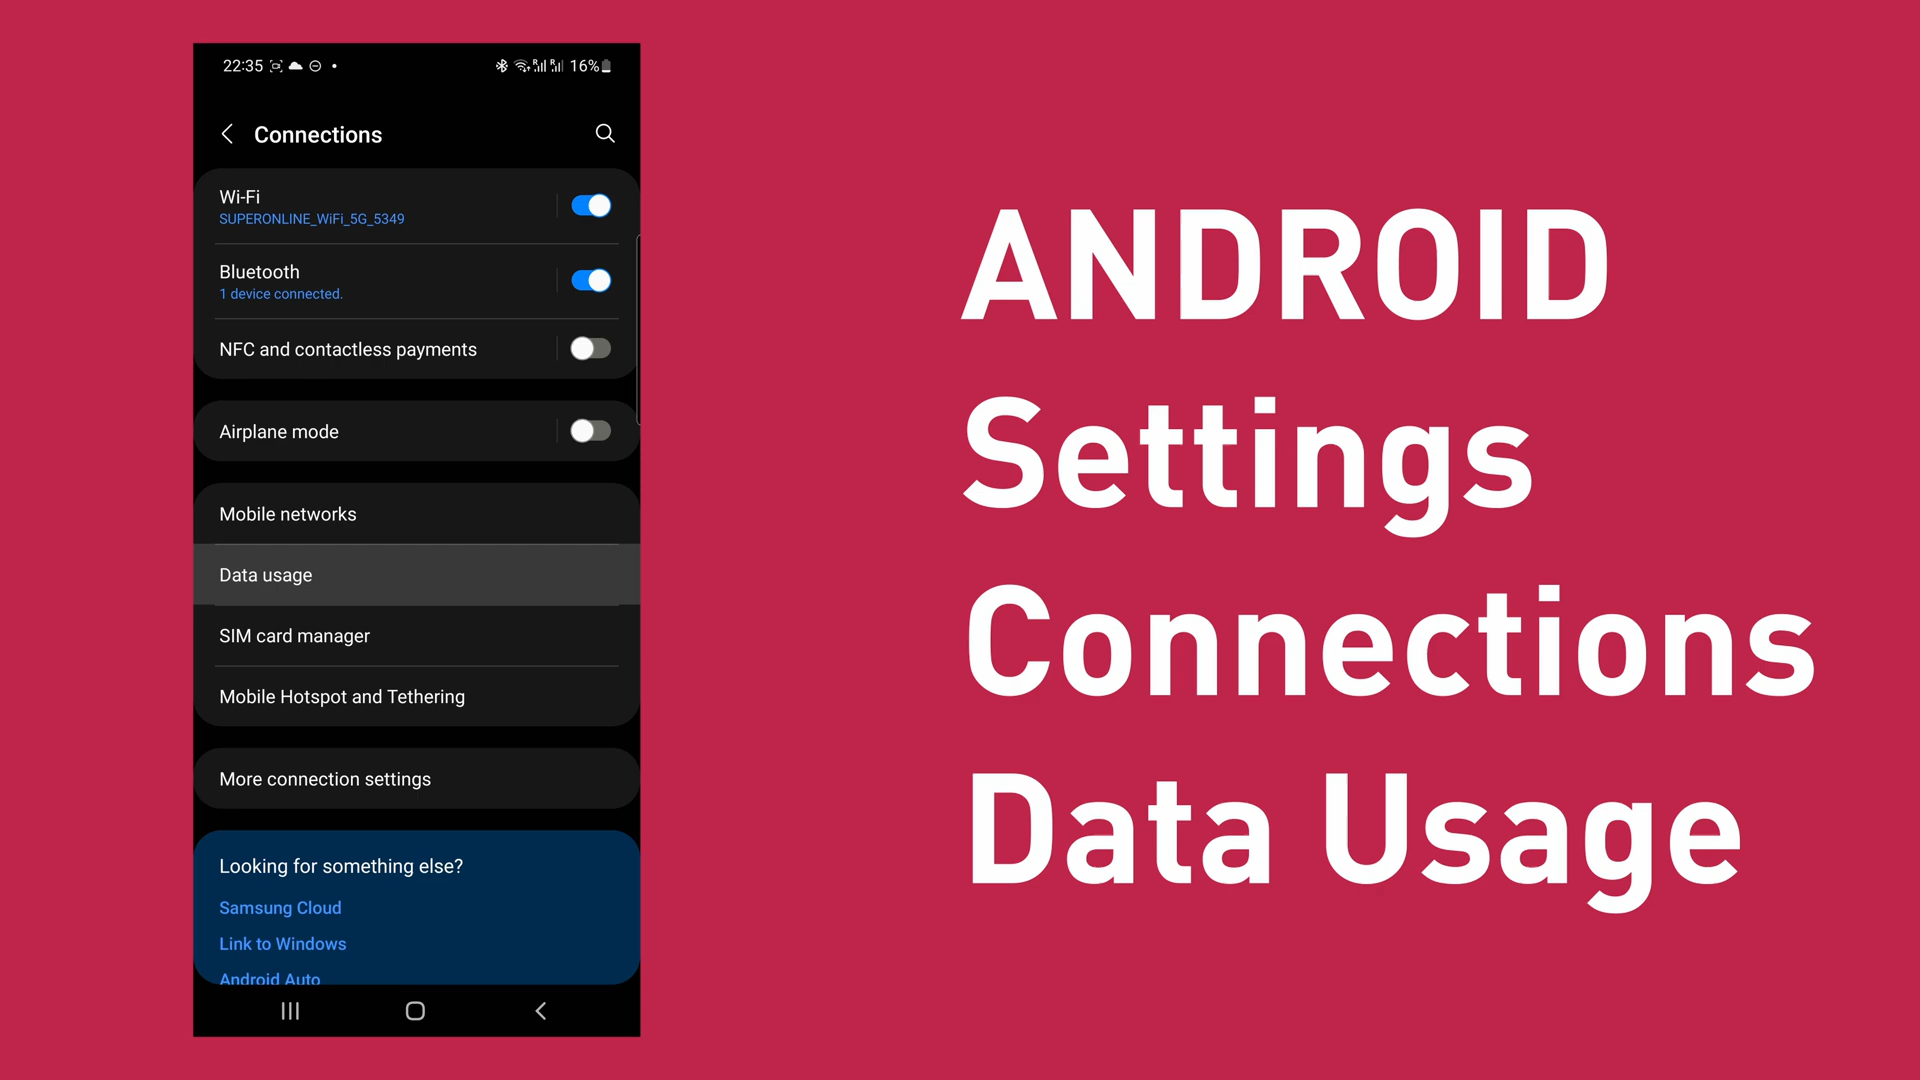 22:35
16%
Connections
Wi-Fi
SUPERONLINE_WiFi_5G_5349
Bluetooth
1 device connected.
NFC and contactless payments
Airplane mode
Mobile networks
Data usage
SIM card manager
Mobile Hotspot and Tethering
More connection settings
Looking for something else?
Samsung Cloud
Link to Windows
Android Auto
ANDROID
Settings
Connections
Data Usage